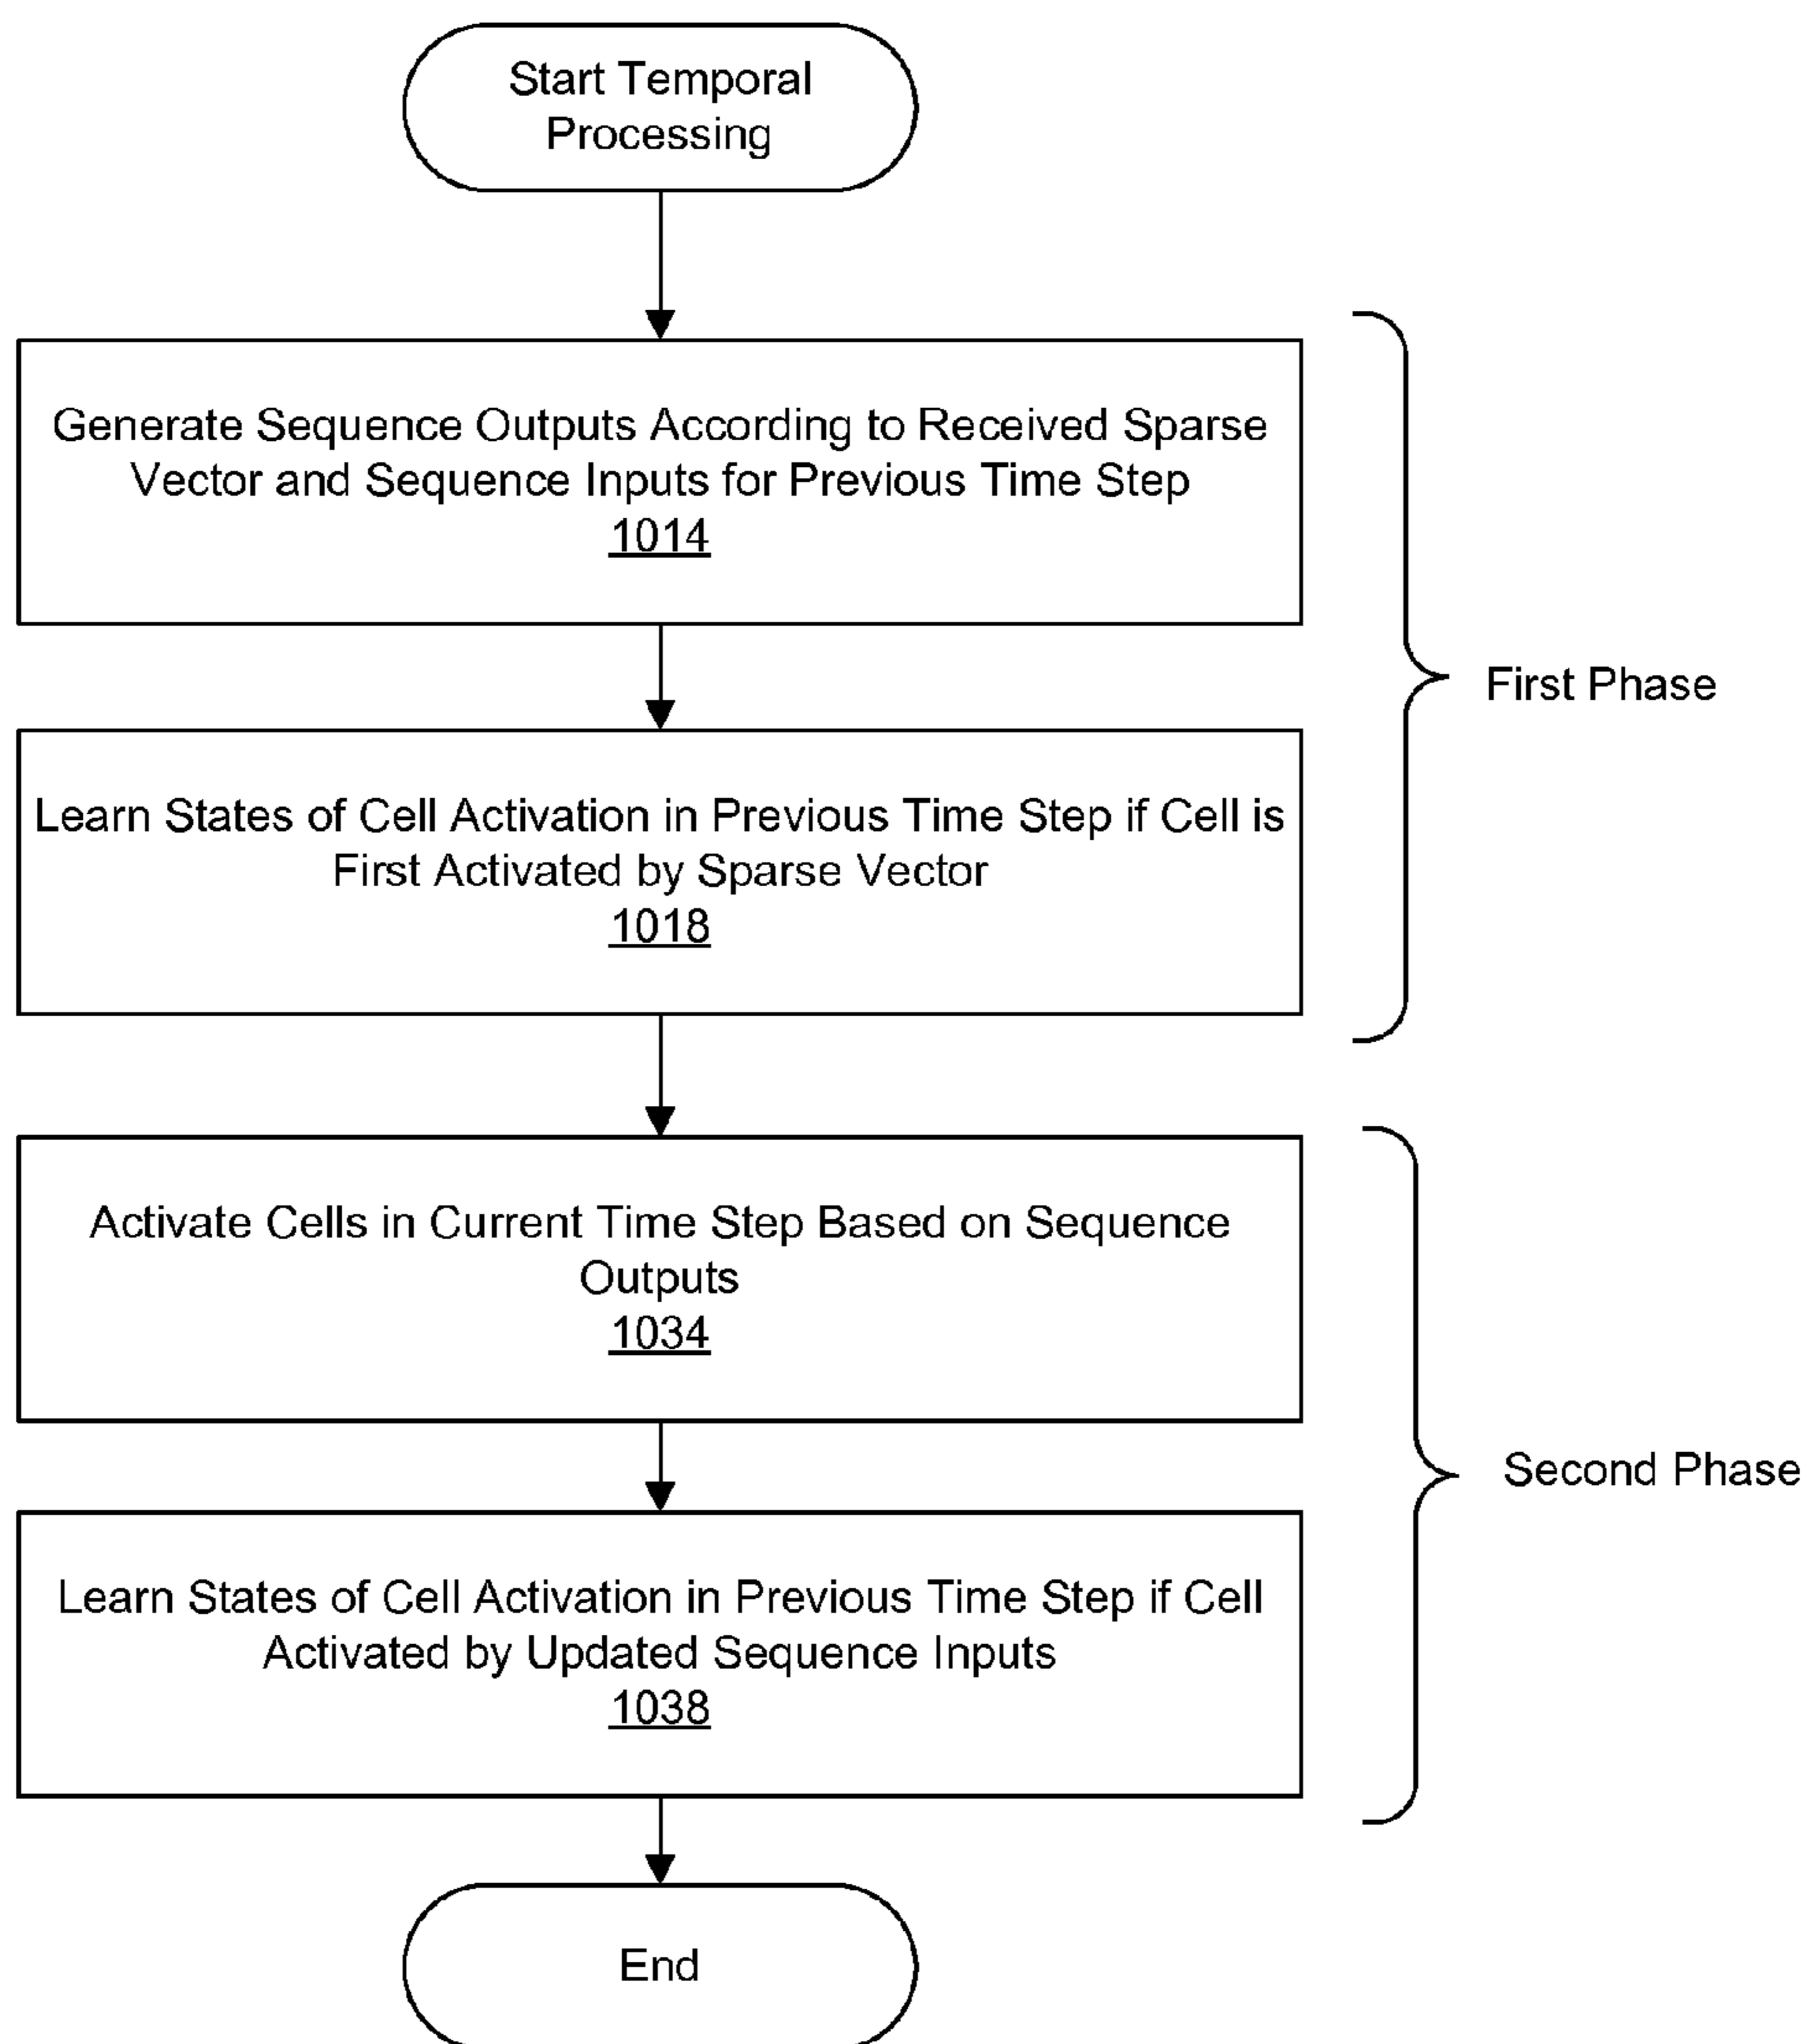 Start Temporal
Processing
Generate Sequence Outputs According to Received Sparse
Vector and Sequence Inputs for Previous Time Step
1014
First Phase
Learn States of Cell Activation in Previous Time Step if Cell is
First Activated by Sparse Vector
1018
Activate Cells in Current Time Step Based on Sequence
Outputs
1034
Second Phase
Learn States of Cell Activation in Previous Time Step if Cell
Activated by Updated Sequence Inputs
1038
End